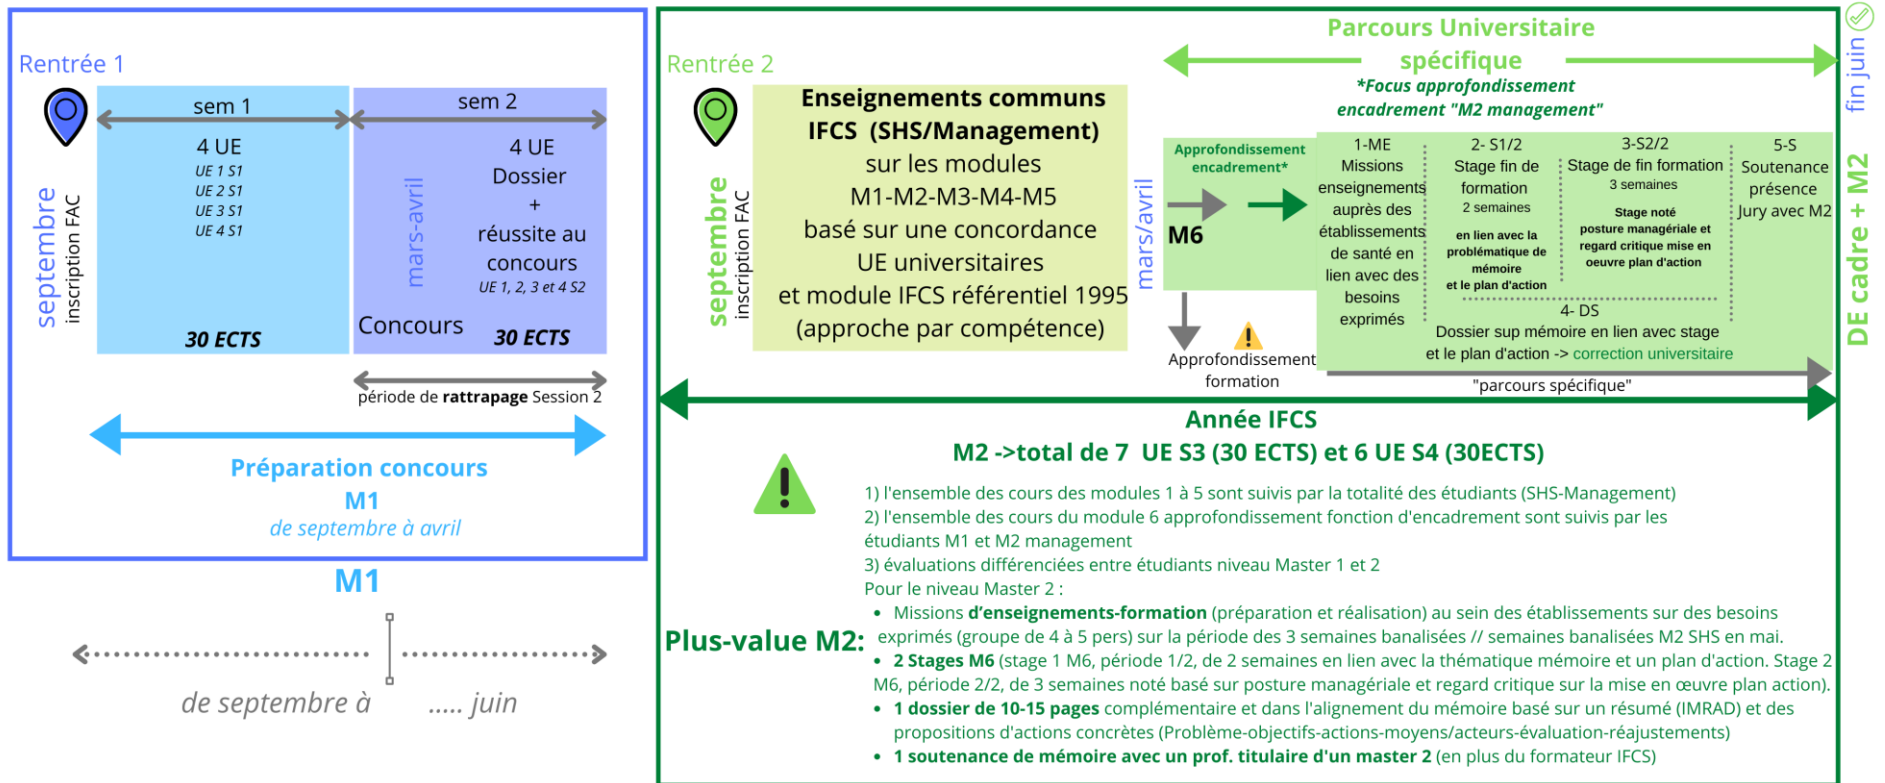 Rentrée 1
septembre
inscription FAC
sem 1
4 UE
UE 1 S1
UE 2 S1
UE 3 S1
UE 4 S1
30 ECTS
sem 2
mars-avril
4 UE
Dossier
+
réussite au
concours
UE 1, 2, 3 et 4 S2
Concours
30 ECTS
période de rattrapage Session 2
Préparation concours
M1
de septembre à avril
M1
de septembre à ..... juin
Rentrée 2
septembre
inscription FAC
Enseignements communs
IFCS (SHS/Management)
sur les modules
M1-M2-M3-M4-M5
basé sur une concordance
UE universitaires
et module IFCS référentiel 1995
(approche par compétence)
mars/avril
Parcours Universitaire
spécifique
*Focus approfondissement
encadrement "M2 management"
Approfondissement
encadrement*
M6
Approfondissement
formation
1-ME
Missions
enseignements
auprès des
établissements
de santé en
lien avec des
besoins
exprimés
2- S1/2
Stage fin de
formation
2 semaines
en lien avec la
problématique de
mémoire
et le plan d'action
3-S2/2
Stage de fin formation
3 semaines
Stage noté
posture managériale et
regard critique mise en
oeuvre plan d'action
4- DS
Dossier sup mémoire en lien avec stage
et le plan d'action -> correction universitaire
5-S
Soutenance
présence
Jury avec M2
"parcours spécifique"
fin juin
DE cadre + M2
Année IFCS
M2 ->total de 7 UE S3 (30 ECTS) et 6 UE S4 (30ECTS)
1) l'ensemble des cours des modules 1 à 5 sont suivis par la totalité des étudiants (SHS-Management)
2) l'ensemble des cours du module 6 approfondissement fonction d'encadrement sont suivis par les
étudiants M1 et M2 management
3) évaluations différenciées entre étudiants niveau Master 1 et 2
Pour le niveau Master 2 :
Plus-value M2:
• Missions d'enseignements-formation (préparation et réalisation) au sein des établissements sur des besoins
exprimés (groupe de 4 à 5 pers) sur la période des 3 semaines banalisées // semaines banalisées M2 SHS en mai.
• 2 Stages M6 (stage 1 M6, période 1/2, de 2 semaines en lien avec la thématique mémoire et un plan d'action. Stage 2
M6, période 2/2, de 3 semaines noté basé sur posture managériale et regard critique sur la mise en œuvre plan action).
• 1 dossier de 10-15 pages complémentaire et dans l'alignement du mémoire basé sur un résumé (IMRAD) et des
propositions d'actions concrètes (Problème-objectifs-actions-moyens/acteurs-évaluation-réajustements)
• 1 soutenance de mémoire avec un prof. titulaire d'un master 2 (en plus du formateur IFCS)